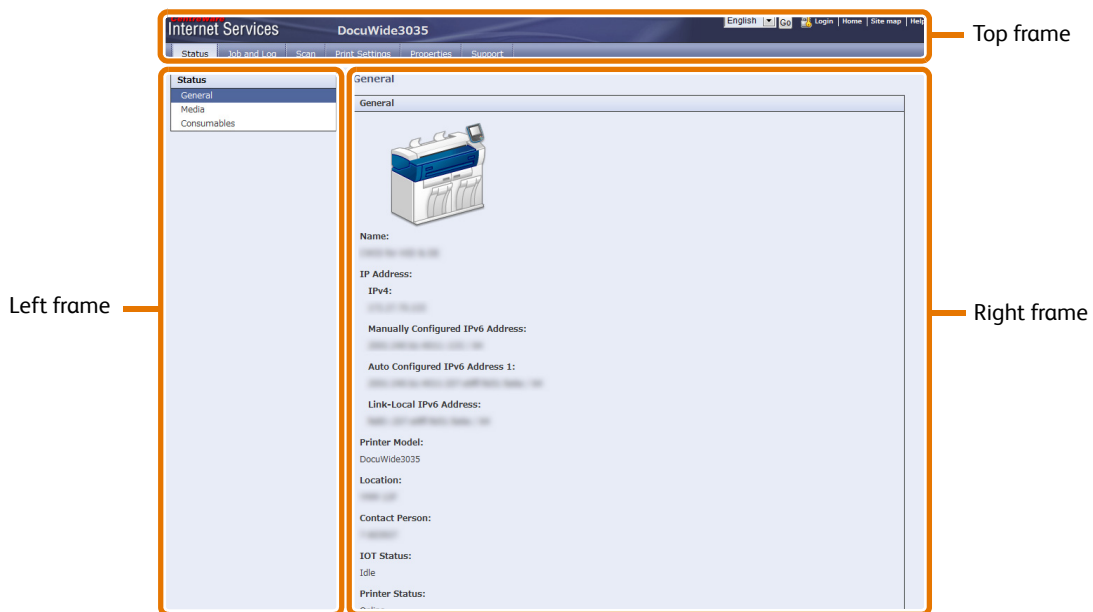 CentreWare
Internet Services
DocuWide3035
English Go Login | Home | Site map | Help
Status Job and Log Scan Print Settings Properties Support
Top frame
Status
General
Media
Consumables
Left frame
General
General
Name:
IP Address:
IPv4:
Manually Configured IPv6 Address:
Auto Configured IPv6 Address 1:
Link-Local IPv6 Address:
Printer Model:
DocuWide3035
Location:
Contact Person:
IOT Status:
Idle
Printer Status:
Online
Right frame